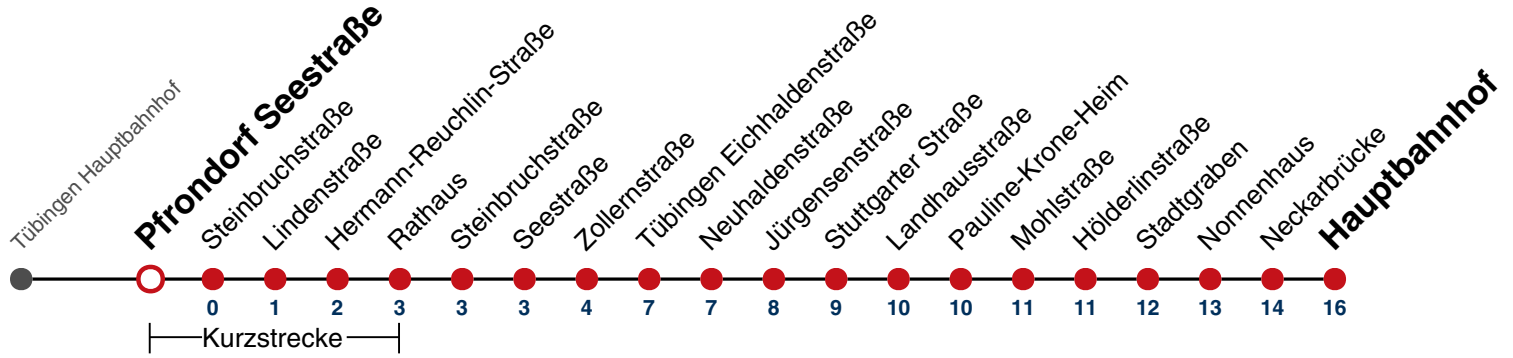 Tübingen Hauptbahnhof
Pfrondorf Seestraße
Steinbruchstraße
Lindenstraße
Hermann-Reuchlin-Straße
Rathaus
Steinbruchstraße
Seestraße
Zollernstraße
Tübingen Eichhaldenstraße
Neuhaldenstraße
Jürgensenstraße
Stuttgarter Straße
Landhausstraße
Pauline-Krone-Heim
Mohlstraße
Hölderlinstraße
Stadtgraben
Nonnenhaus
Neckarbrücke
Hauptbahnhof
0 1 2 3 3 3 4 7 7 8 9 10 10 11 11 12 13 14 16
Kurzstrecke